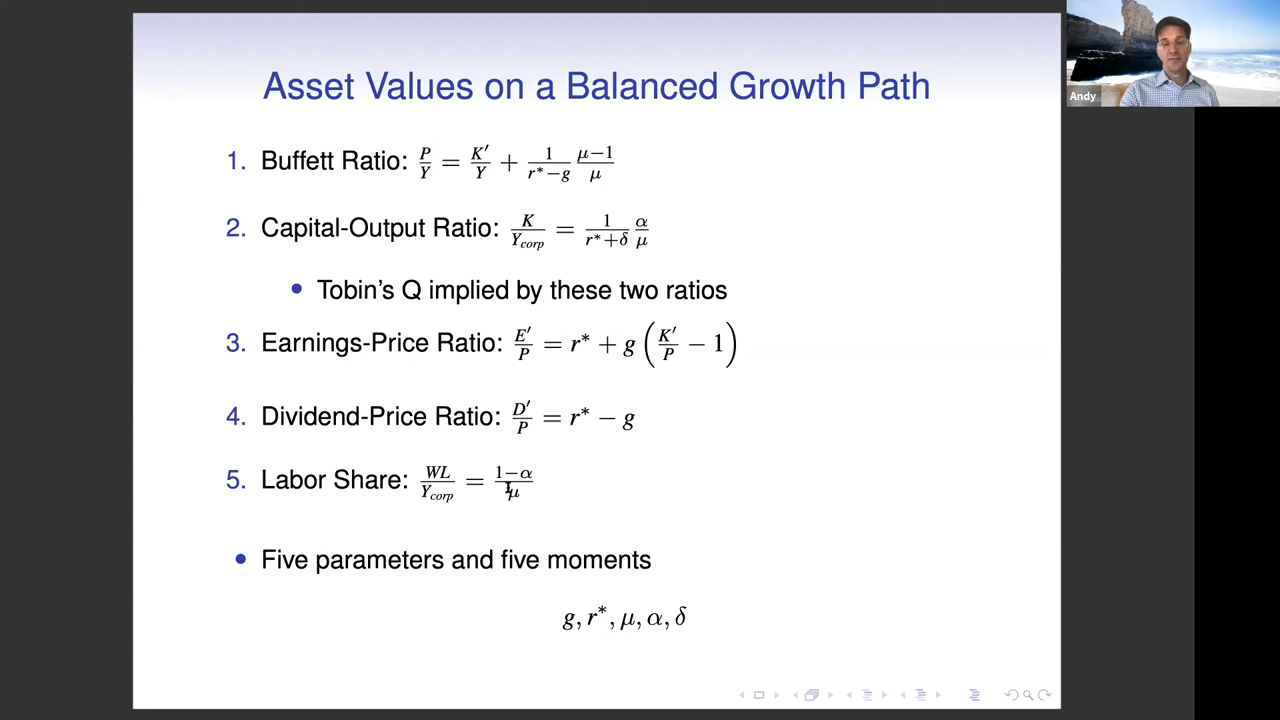 Asset Values on a Balanced Growth Path
1. Buffett Ratio: P/Y = K′/Y + 1/(r*−g) (μ−1)/μ
2. Capital-Output Ratio: K/Y_corp = 1/(r*+δ) α/μ
• Tobin's Q implied by these two ratios
3. Earnings-Price Ratio: E′/P = r* + g (K′/P − 1)
4. Dividend-Price Ratio: D′/P = r* − g
5. Labor Share: WL/Y_corp = (1−α)/μ
• Five parameters and five moments
g, r*, μ, α, δ
Andy